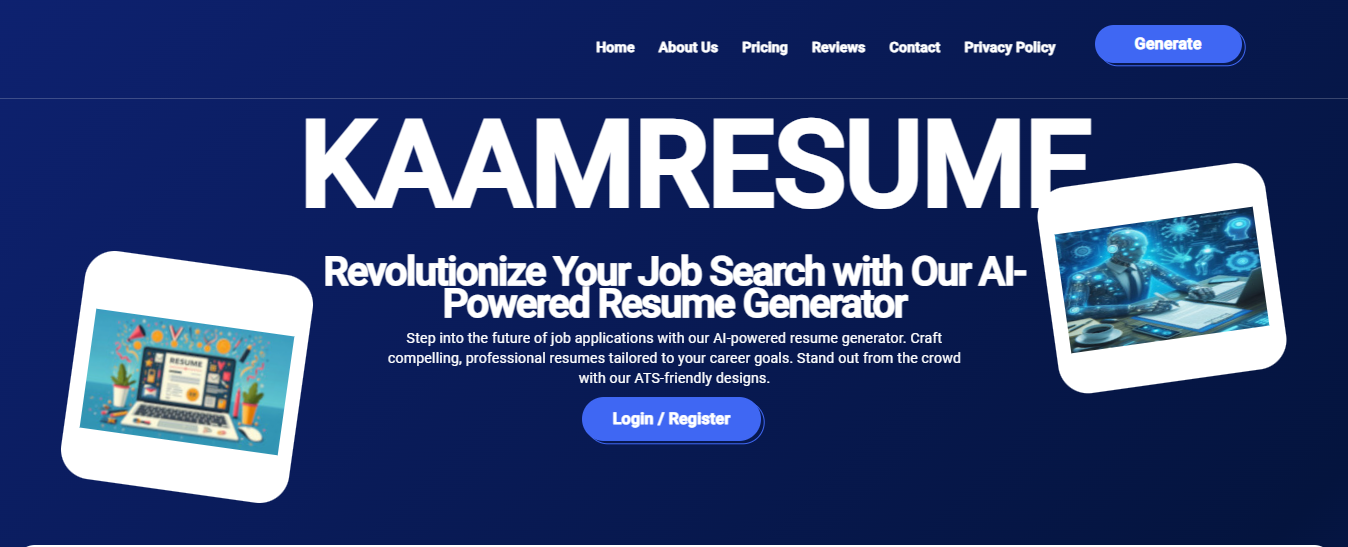 Home About Us Pricing Reviews Contact Privacy Policy Generate
KAAMRESUME
Revolutionize Your Job Search with Our AI-
Powered Resume Generator
Step into the future of job applications with our AI-powered resume generator. Craft
compelling, professional resumes tailored to your career goals. Stand out from the crowd
with our ATS-friendly designs.
Login / Register
RESUME